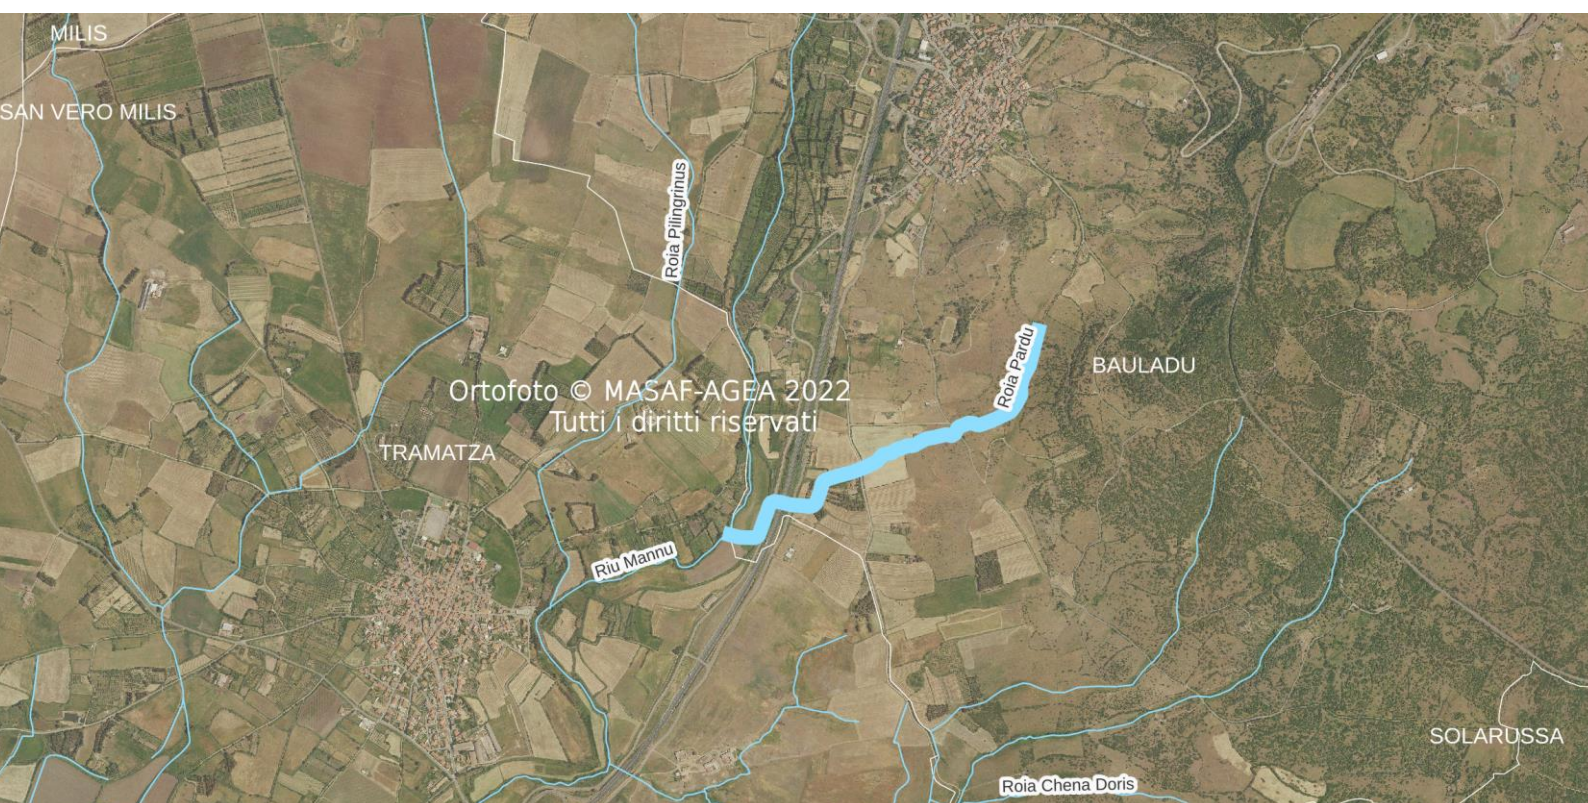 MILIS
SAN VERO MILIS
Roia Pilingrinus
Roia Pardu
BAULADU
Ortofoto © MASAF-AGEA 2022
Tutti i diritti riservati
TRAMATZA
Riu Mannu
SOLARUSSA
Roia Chena Doris